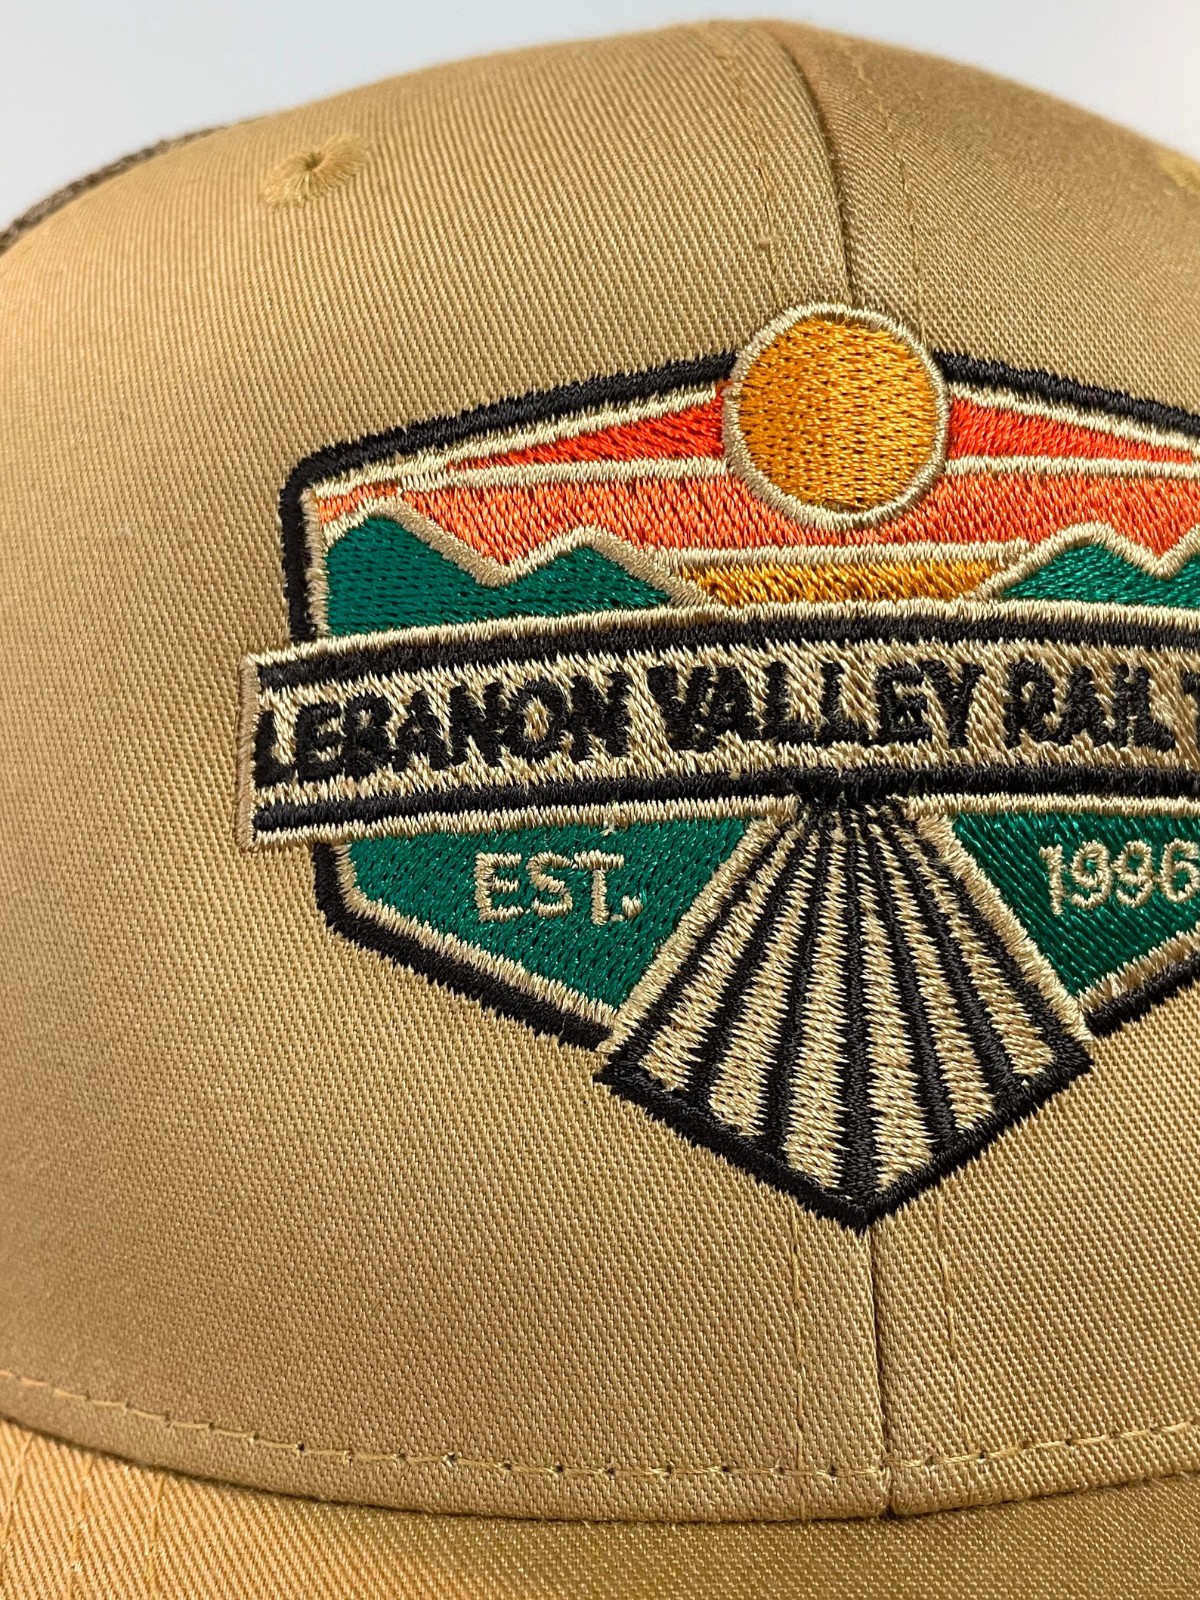 LEBANON VALLEY RAIL T
EST. 1996